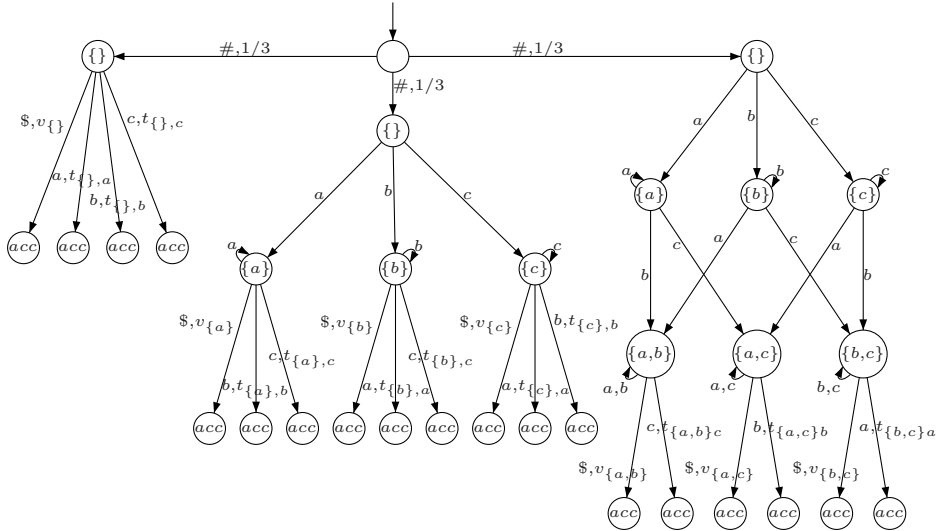 #,1/3 #,1/3
{} {}
#,1/3
$,v{} c,t{},c {} a b c
a,t{},a
b,t{},b
a b c
a {a} b {b} c {c}
acc acc acc acc
a b c
a {a} b {b} c {c}
b c a c a b
$,v{a} $,v{b} $,v{c} b,t{c},b
c,t{a},c c,t{b},c {a,b} {a,c} {b,c}
b,t{a},b a,t{b},a a,t{c},a a,b a,c b,c
acc acc acc acc acc acc acc acc acc c,t{a,b}c b,t{a,c}b a,t{b,c}a
$,v{a,b} $,v{a,c} $,v{b,c}
acc acc acc acc acc acc